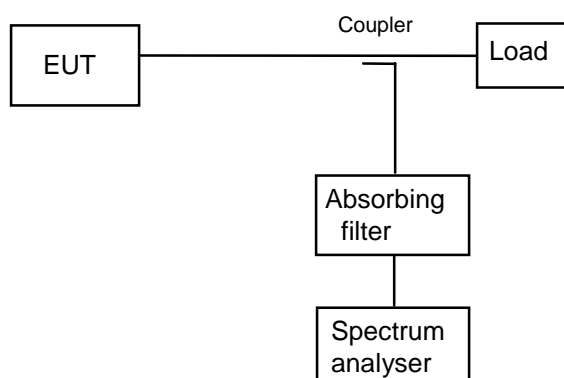 Coupler
EUT
Load
Absorbing
filter
Spectrum
analyser